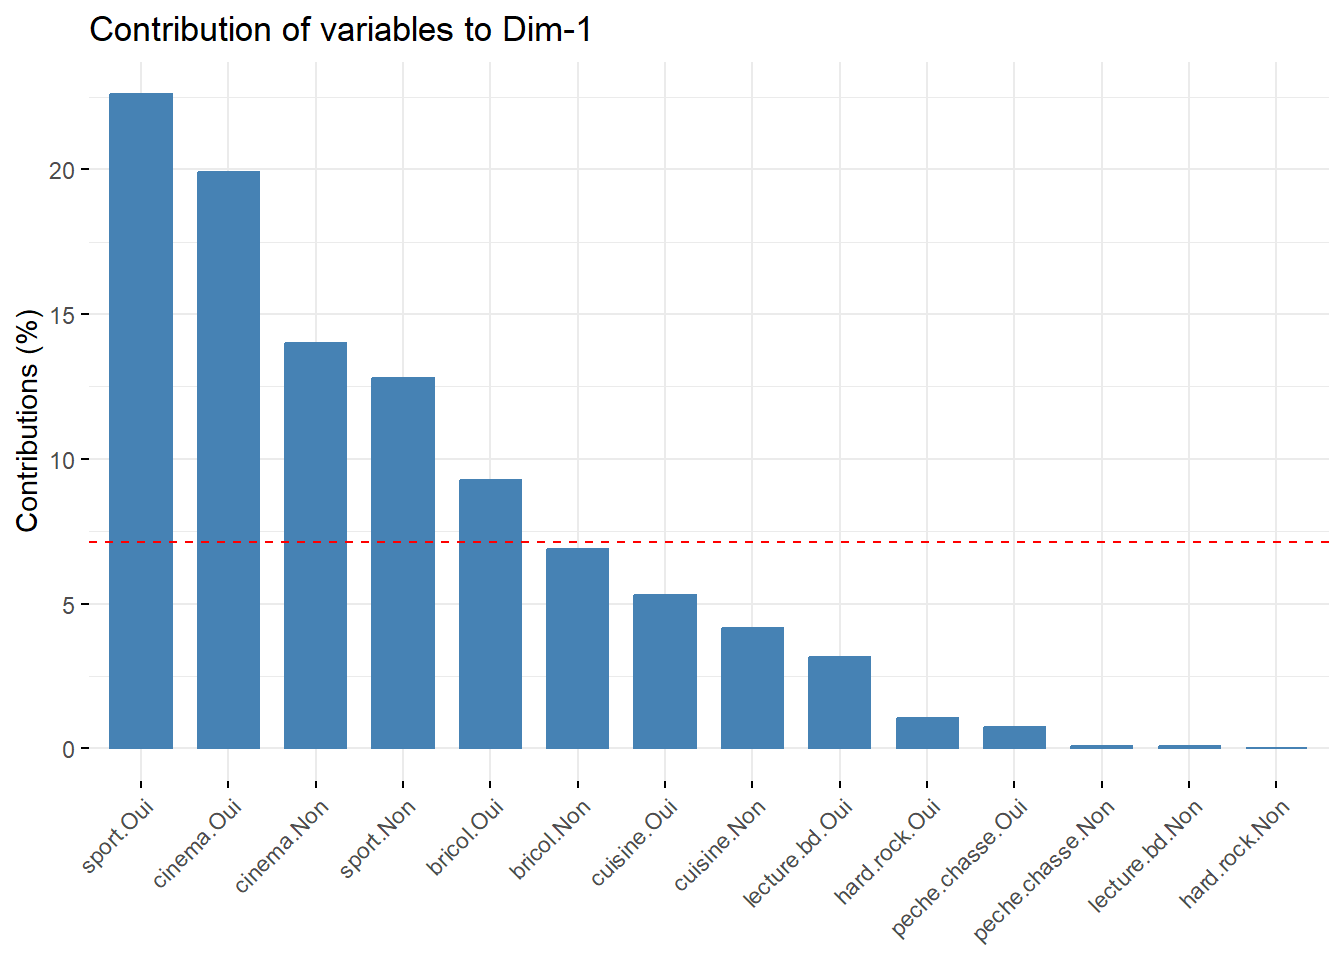 Contribution of variables to Dim-1
Contributions (%)
20
15
10
5
0
sport.Oui
cinema.Oui
cinema.Non
sport.Non
bricol.Oui
bricol.Non
cuisine.Oui
cuisine.Non
lecture.bd.Oui
hard.rock.Oui
peche.chasse.Oui
peche.chasse.Non
lecture.bd.Non
hard.rock.Non